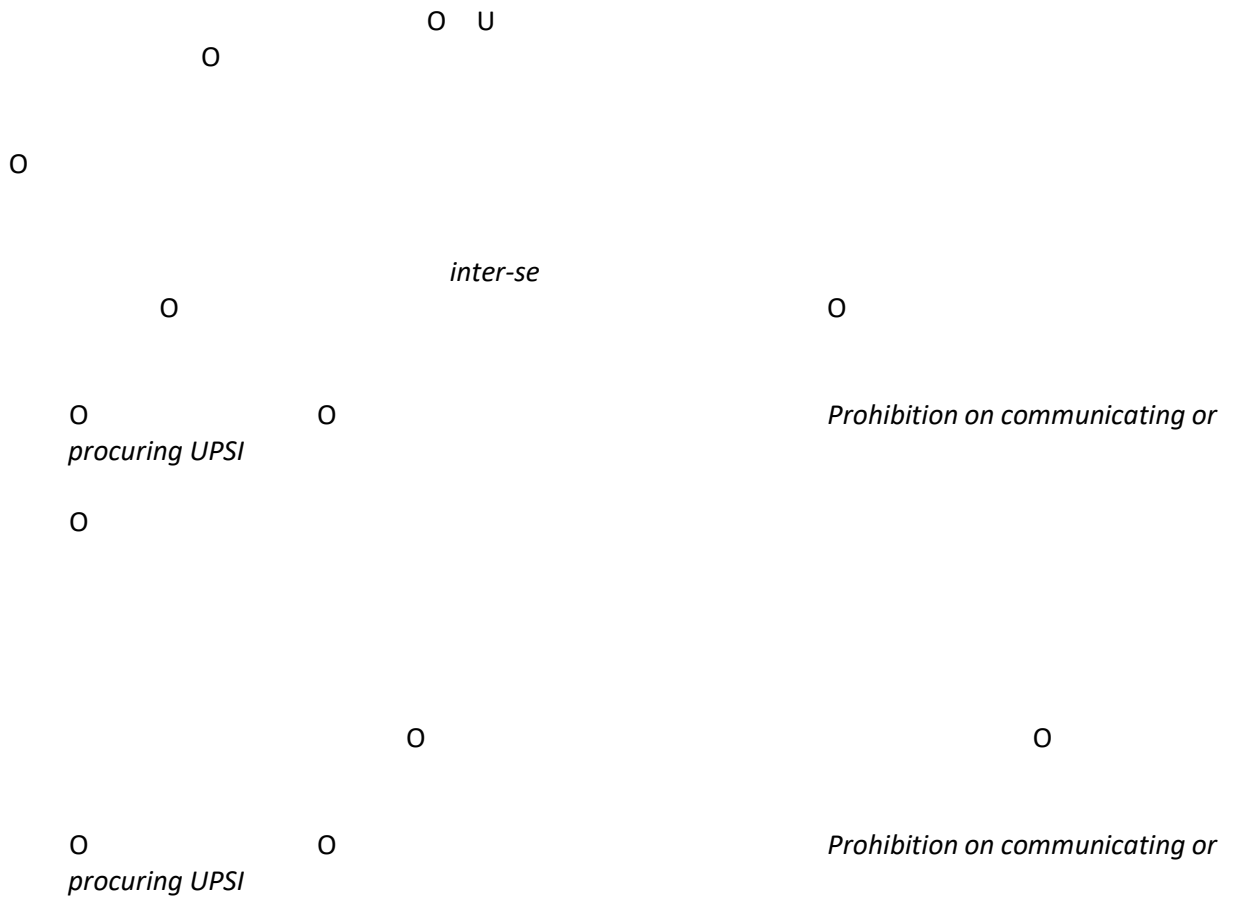 O U
O
O
inter-se
O O
O O Prohibition on communicating or
procuring UPSI
O
O O
O O Prohibition on communicating or
procuring UPSI